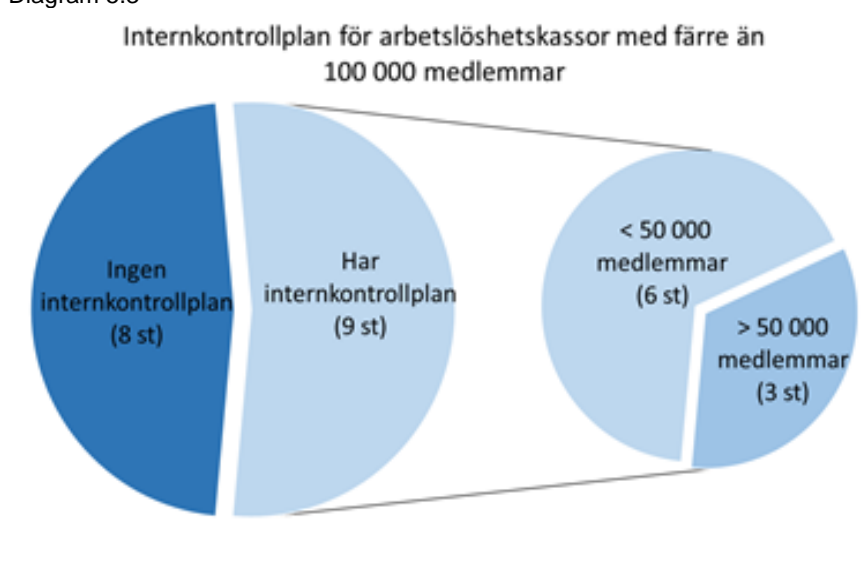 Internkontrollplan för arbetslöshetskassor med färre än
100 000 medlemmar
Ingen
internkontrollplan
(8 st)
Har
internkontrollplan
(9 st)
< 50 000
medlemmar
(6 st)
> 50 000
medlemmar
(3 st)